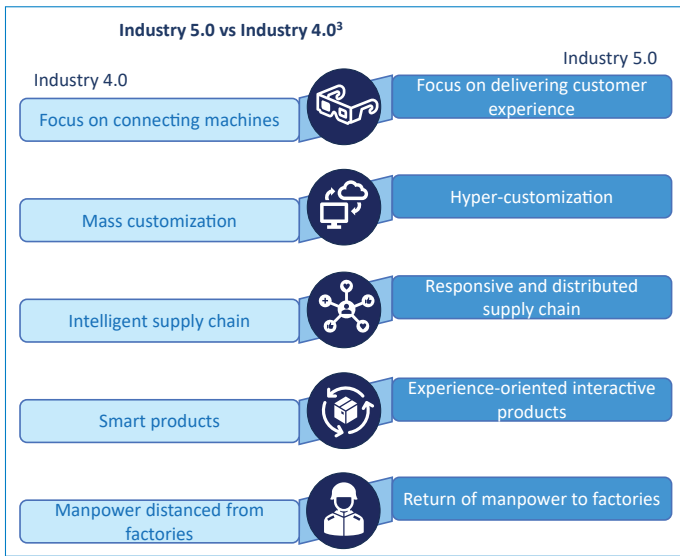 Industry 5.0 vs Industry 4.0³
Industry 4.0
Industry 5.0
Focus on connecting machines
Focus on delivering customer
experience
Mass customization
Hyper-customization
Intelligent supply chain
Responsive and distributed
supply chain
Smart products
Experience-oriented interactive
products
Manpower distanced from
factories
Return of manpower to factories